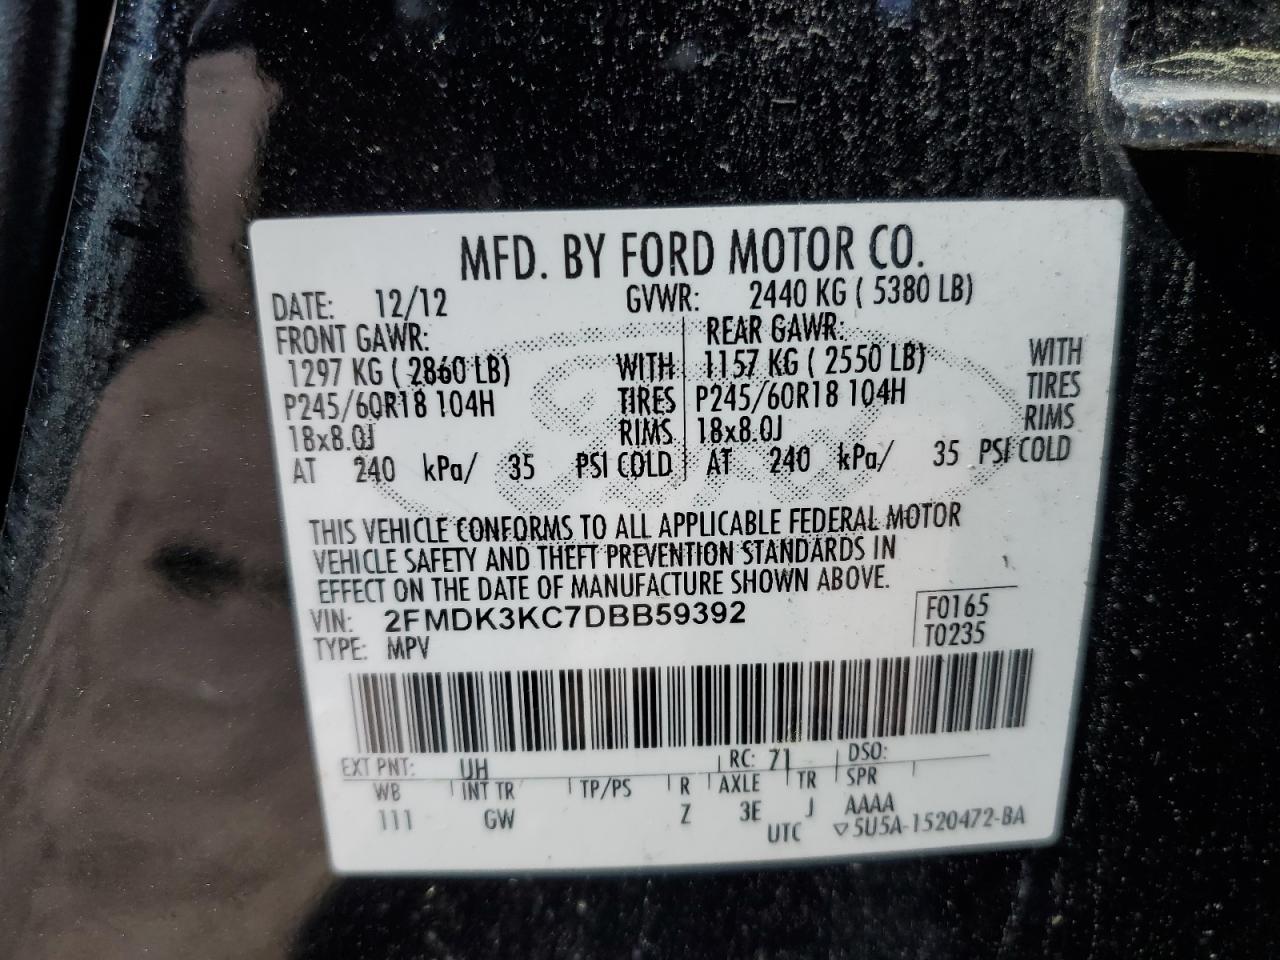 MFD. BY FORD MOTOR CO.
DATE: 12/12 GVWR: 2440 KG ( 5380 LB)
FRONT GAWR: REAR GAWR:
1297 KG ( 2860 LB) WITH 1157 KG ( 2550 LB) WITH
P245/60R18 104H TIRES P245/60R18 104H TIRES
18x8.0J RIMS 18x8.0J RIMS
AT 240 kPa/ 35 PSI COLD AT 240 kPa/ 35 PSI COLD
THIS VEHICLE CONFORMS TO ALL APPLICABLE FEDERAL MOTOR
VEHICLE SAFETY AND THEFT PREVENTION STANDARDS IN
EFFECT ON THE DATE OF MANUFACTURE SHOWN ABOVE.
VIN: 2FMDK3KC7DBB59392 F0165
TYPE: MPV T0235
EXT PNT: UH RC: 71 DSO:
WB INT TR TP/PS R AXLE TR SPR
111 GW Z 3E J AAAA
UTC ▽5U5A-1520472-BA